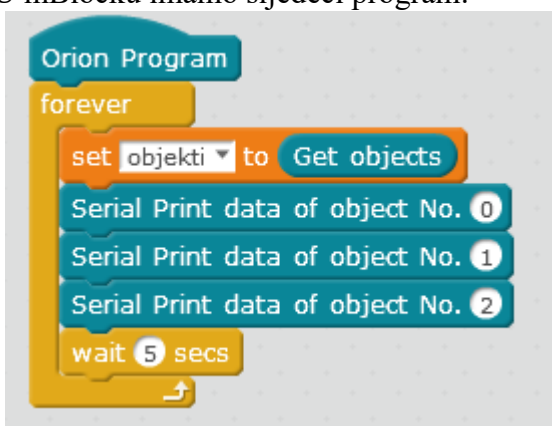 U mBlocku imamo sljedeći program:
Orion Program
forever
set objekti to Get objects
Serial Print data of object No. 0
Serial Print data of object No. 1
Serial Print data of object No. 2
wait 5 secs